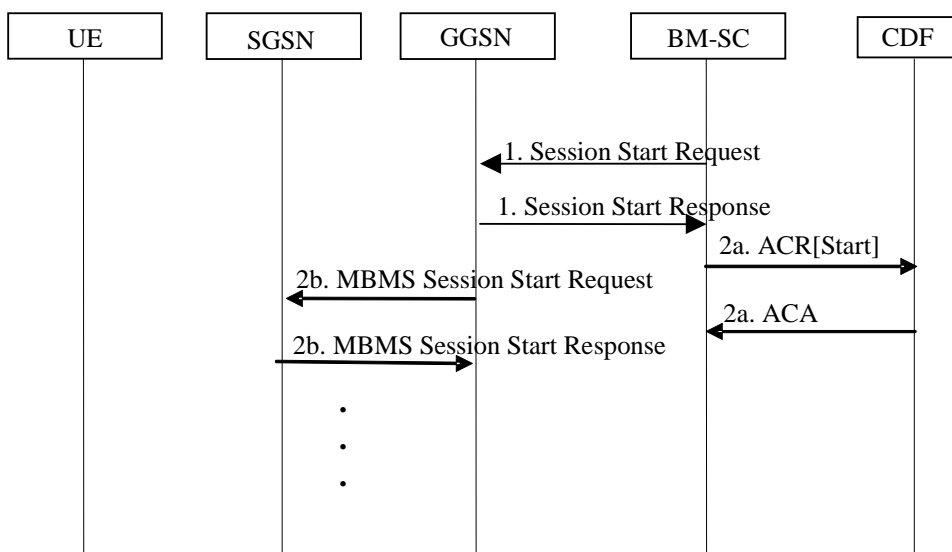 UE
SGSN
GGSN
BM-SC
CDF
1. Session Start Request
1. Session Start Response
2a. ACR[Start]
2b. MBMS Session Start Request
2a. ACA
2b. MBMS Session Start Response